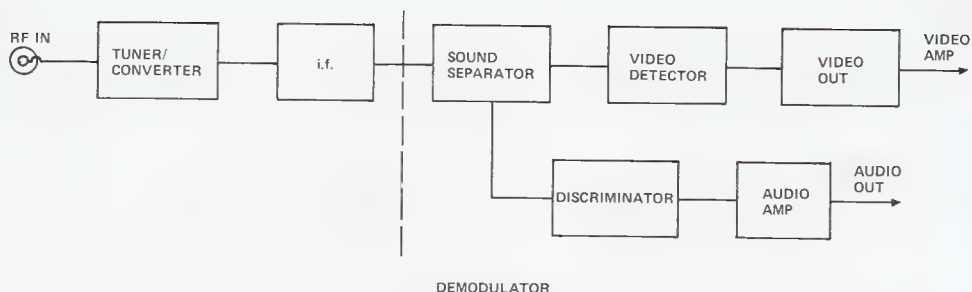 RF IN
TUNER/
CONVERTER
i.f.
SOUND
SEPARATOR
VIDEO
DETECTOR
VIDEO
OUT
VIDEO
AMP
DISCRIMINATOR
AUDIO
AMP
AUDIO
OUT
DEMODULATOR